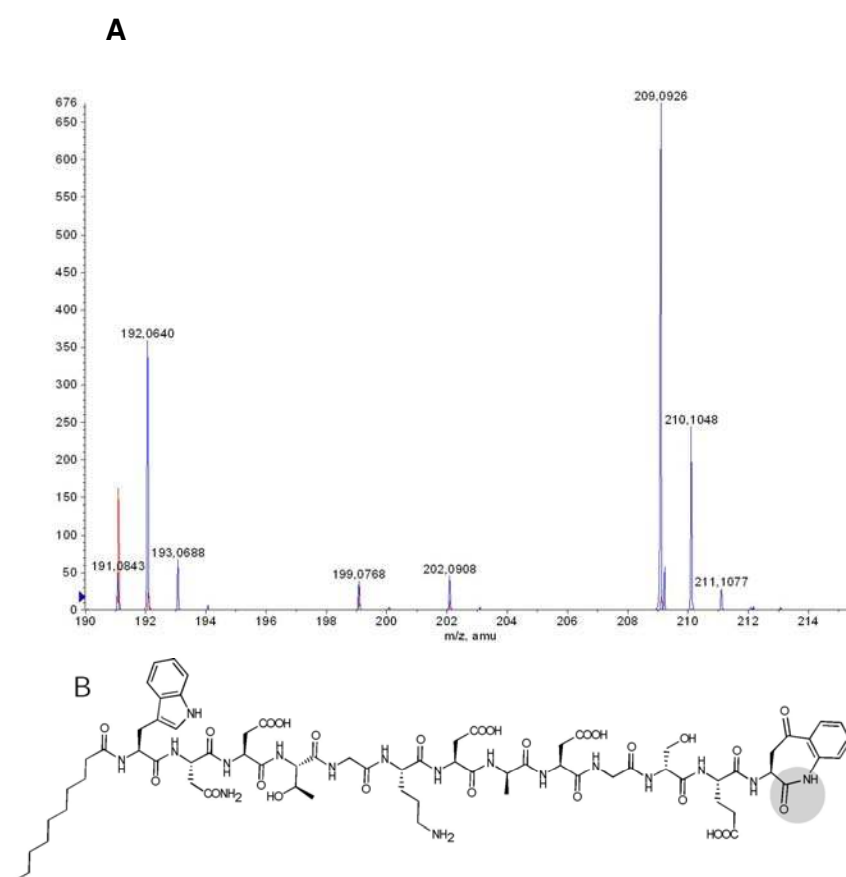 A
676
650
600
550
500
450
400
350
300
250
200
150
100
50
0
209,0926
192,0640
210,1048
191,0843
193,0688
199,0768
202,0908
211,1077
190 192 194 196 198 200 202 204 206 208 210 212 214
m/z, amu
B
O
N
H
O
NH
H
N
CONH2
O
N
H
COOH
O
H
N
HO
O
N
H
O
H
N
NH2
O
N
H
COOH
O
H
N
O
N
H
COOH
O
H
N
O
N
H
OH
O
H
N
HOOC
O
N
H
O
O
NH